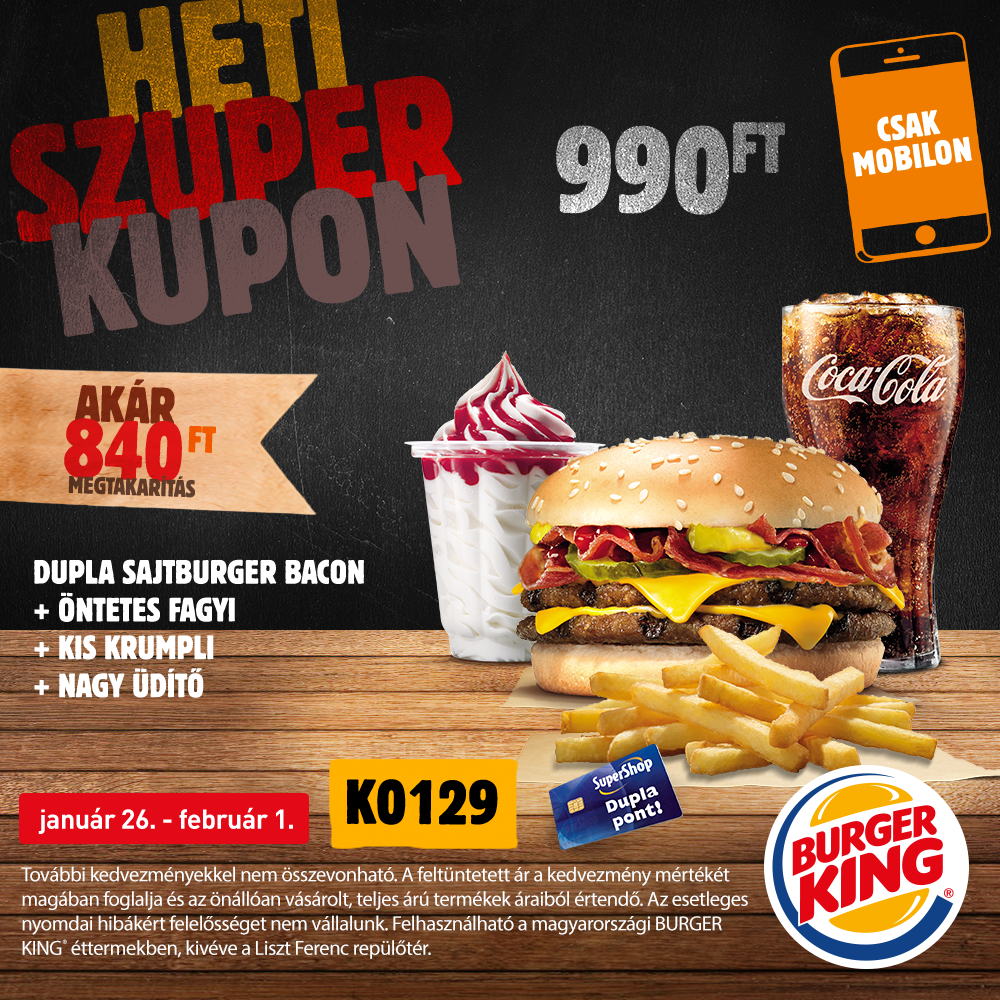 HETI
SZUPER
KUPON
990 FT
CSAK
MOBILON
AKÁR
840 FT
MEGTAKARÍTÁS
Coca-Cola
DUPLA SAJTBURGER BACON
+ ÖNTETES FAGYI
+ KIS KRUMPLI
+ NAGY ÜDÍTŐ
SuperShop
Dupla
pont!
K0129
január 26. - február 1.
BURGER
KING®
További kedvezményekkel nem összevonható. A feltüntetett ár a kedvezmény mértékét
magában foglalja és az önállóan vásárolt, teljes árú termékek áraiból értendő. Az esetleges
nyomdai hibákért felelősséget nem vállalunk. Felhasználható a magyarországi BURGER
KING® éttermekben, kivéve a Liszt Ferenc repülőtér.